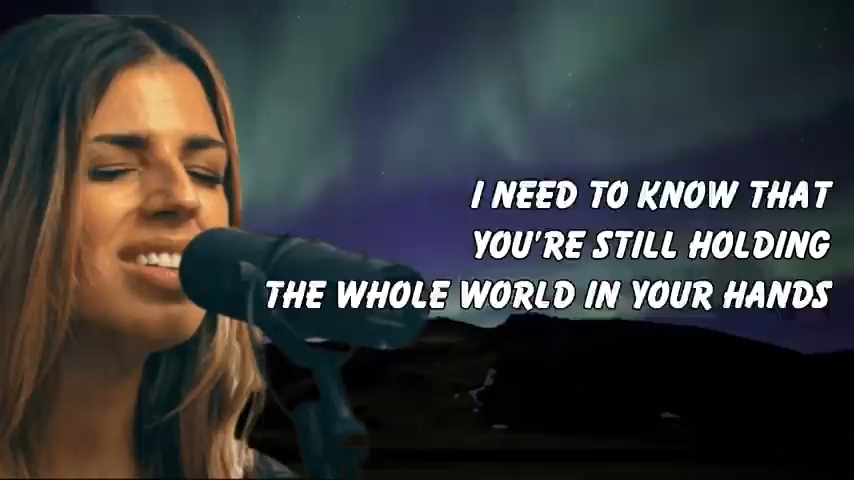 I NEED TO KNOW THAT
YOU'RE STILL HOLDING
THE WHOLE WORLD IN YOUR HANDS